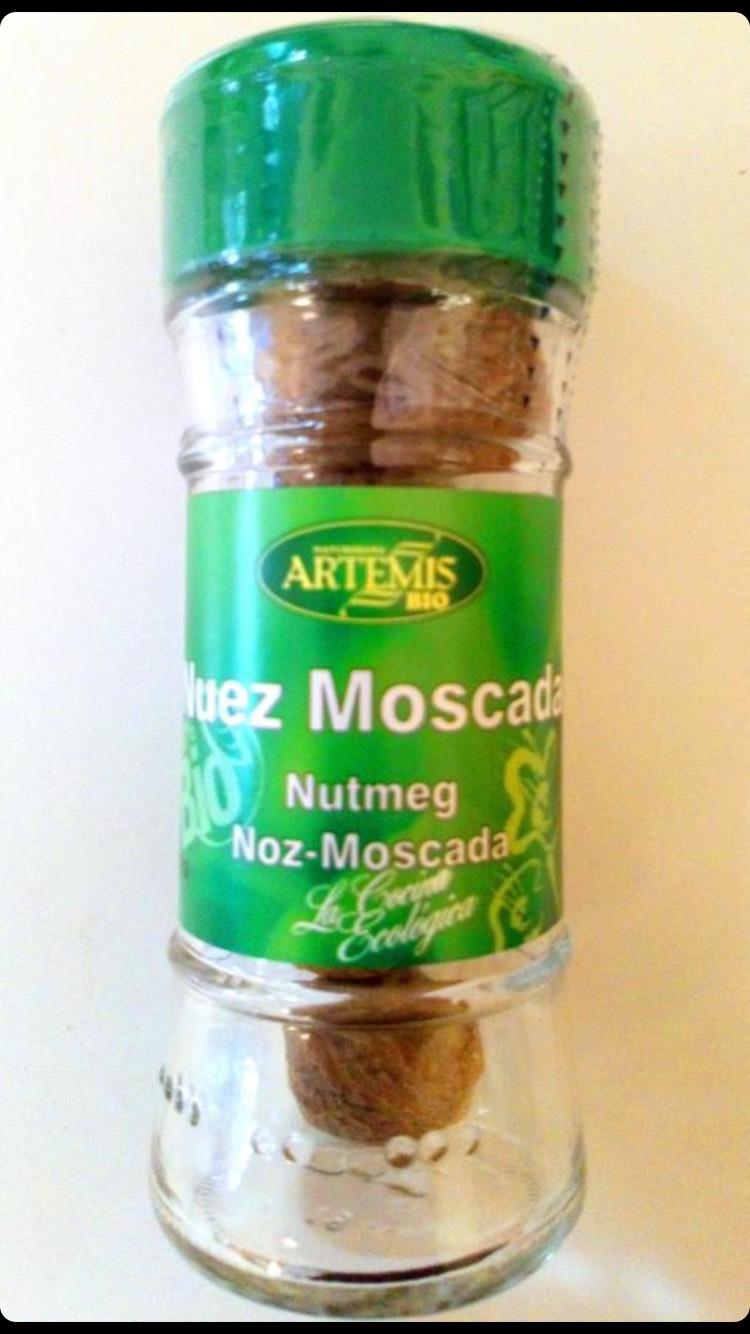 ARTEMIS
BIO
Nuez Moscada
Bio
Nutmeg
Noz-Moscada
La Cocina
Ecológica